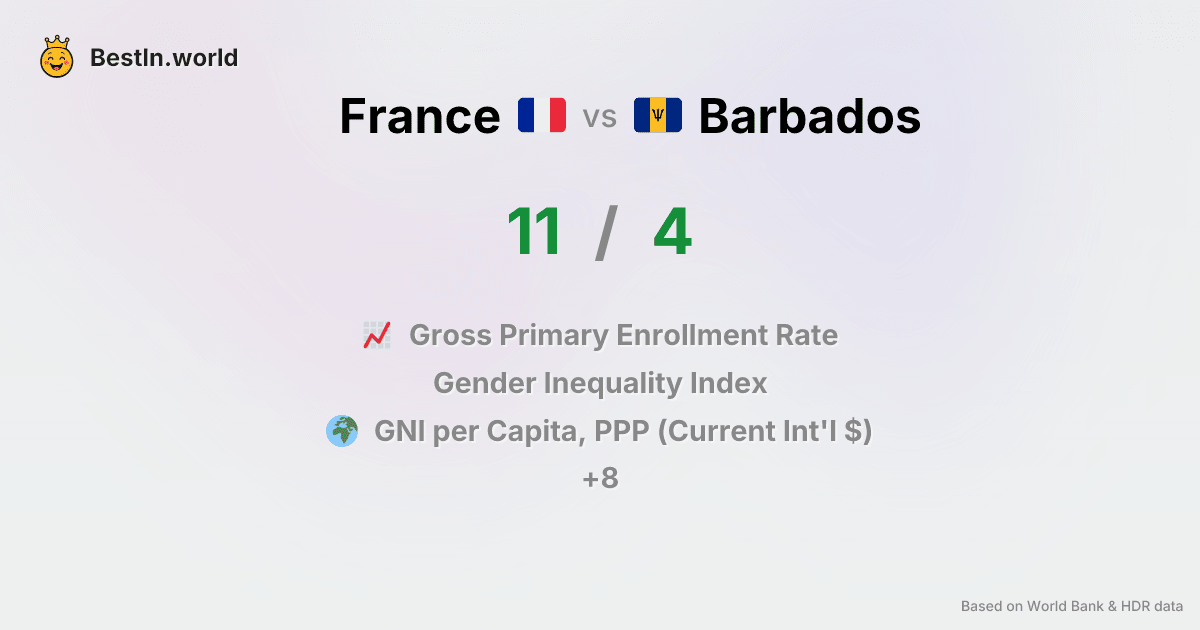 BestIn.world
France vs Barbados
11 / 4
Gross Primary Enrollment Rate
Gender Inequality Index
GNI per Capita, PPP (Current Int'l $)
+8
Based on World Bank & HDR data